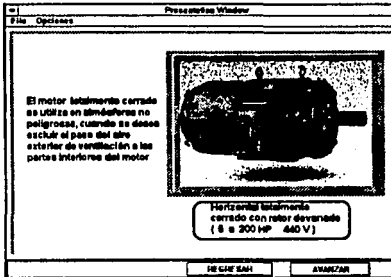 Presentation Window
File Opciones
El motor totalmente cerrado
se utiliza en atmósferas no
peligrosas, cuando se desea
excluir el paso del aire
exterior de ventilación a las
partes interiores del motor
Horizontal totalmente
cerrado con rotor devanado
( 5 a 200 HP 440 V )
REGRESAR AVANZAR